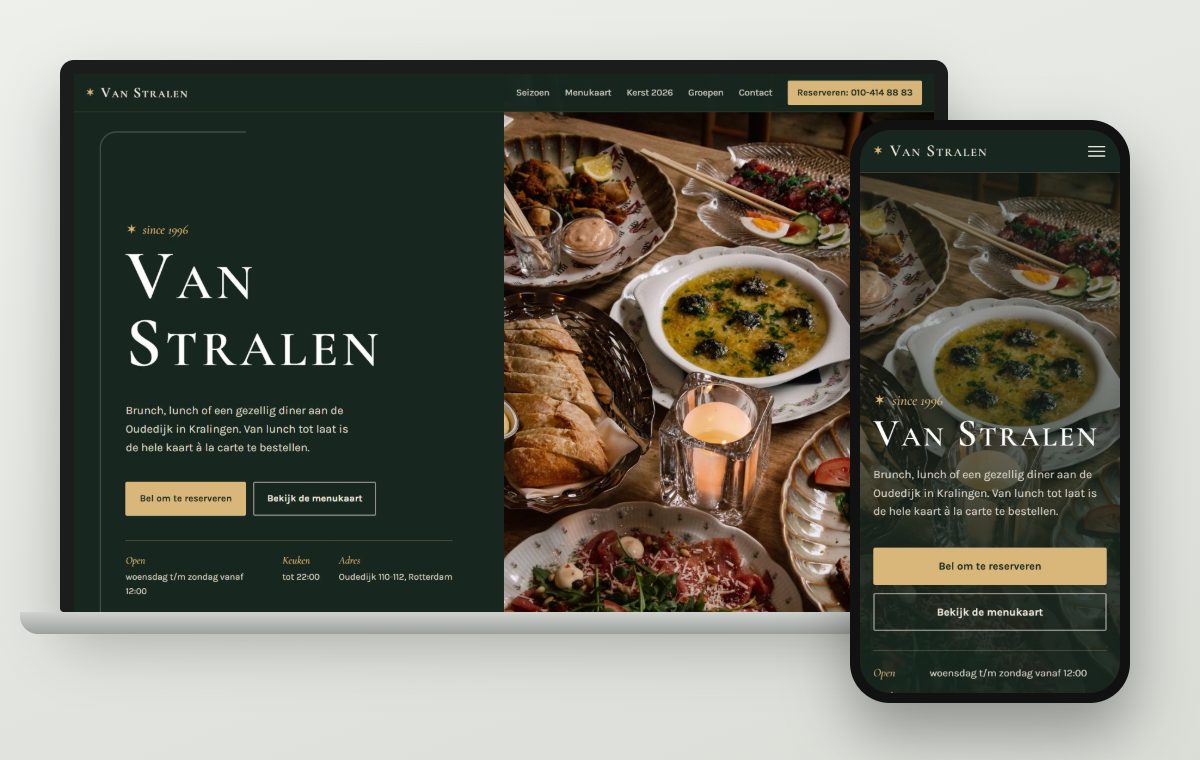 ✶ Van Stralen
Seizoen Menukaart Kerst 2026 Groepen Contact Reserveren: 010-414 88 83
✶ since 1996
Van
Stralen
Brunch, lunch of een gezellig diner aan de
Oudedijk in Kralingen. Van lunch tot laat is
de hele kaart à la carte te bestellen.
Bel om te reserveren Bekijk de menukaart
Open Keuken Adres
woensdag t/m zondag vanaf tot 22:00 Oudedijk 110-112, Rotterdam
12:00
✶ Van Stralen
✶ since 1996
Van Stralen
Brunch, lunch of een gezellig diner aan de
Oudedijk in Kralingen. Van lunch tot laat is
de hele kaart à la carte te bestellen.
Bel om te reserveren
Bekijk de menukaart
Open woensdag t/m zondag vanaf 12:00